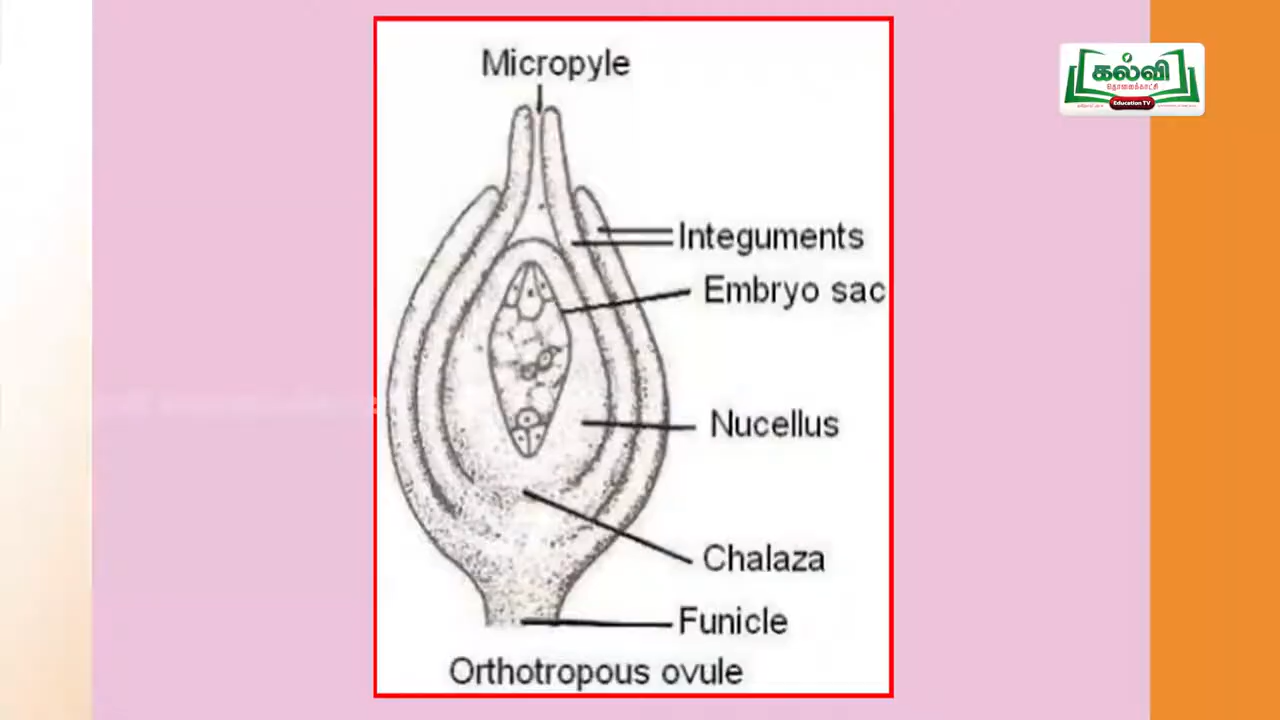 Micropyle
கல்வி
தொலைக்காட்சி
Education TV
Integuments
Embryo sac
Nucellus
Chalaza
Funicle
Orthotropous ovule